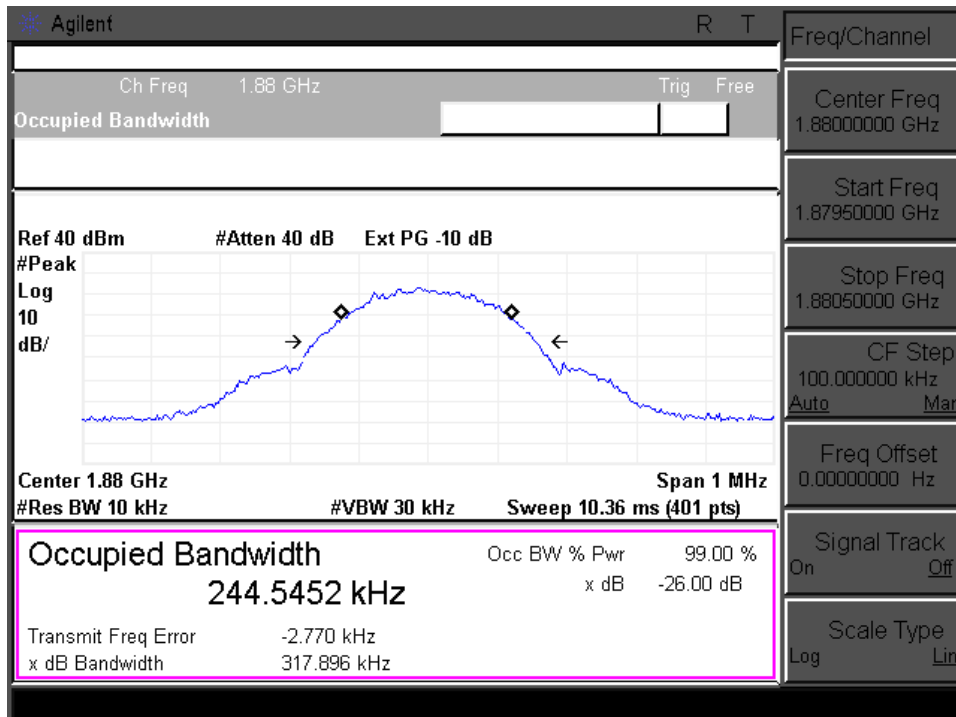 Agilent R T
Freq/Channel
Ch Freq 1.88 GHz Trig Free
Occupied Bandwidth
Center Freq
1.88000000 GHz
Start Freq
1.87950000 GHz
Stop Freq
1.88050000 GHz
CF Step
100.000000 kHz
Auto Man
Freq Offset
0.00000000 Hz
Signal Track
On Off
Scale Type
Log Lin
Ref 40 dBm #Atten 40 dB Ext PG -10 dB
#Peak
Log
10
dB/
Center 1.88 GHz Span 1 MHz
#Res BW 10 kHz #VBW 30 kHz Sweep 10.36 ms (401 pts)
Occupied Bandwidth
244.5452 kHz
Occ BW % Pwr 99.00 %
x dB -26.00 dB
Transmit Freq Error -2.770 kHz
x dB Bandwidth 317.896 kHz